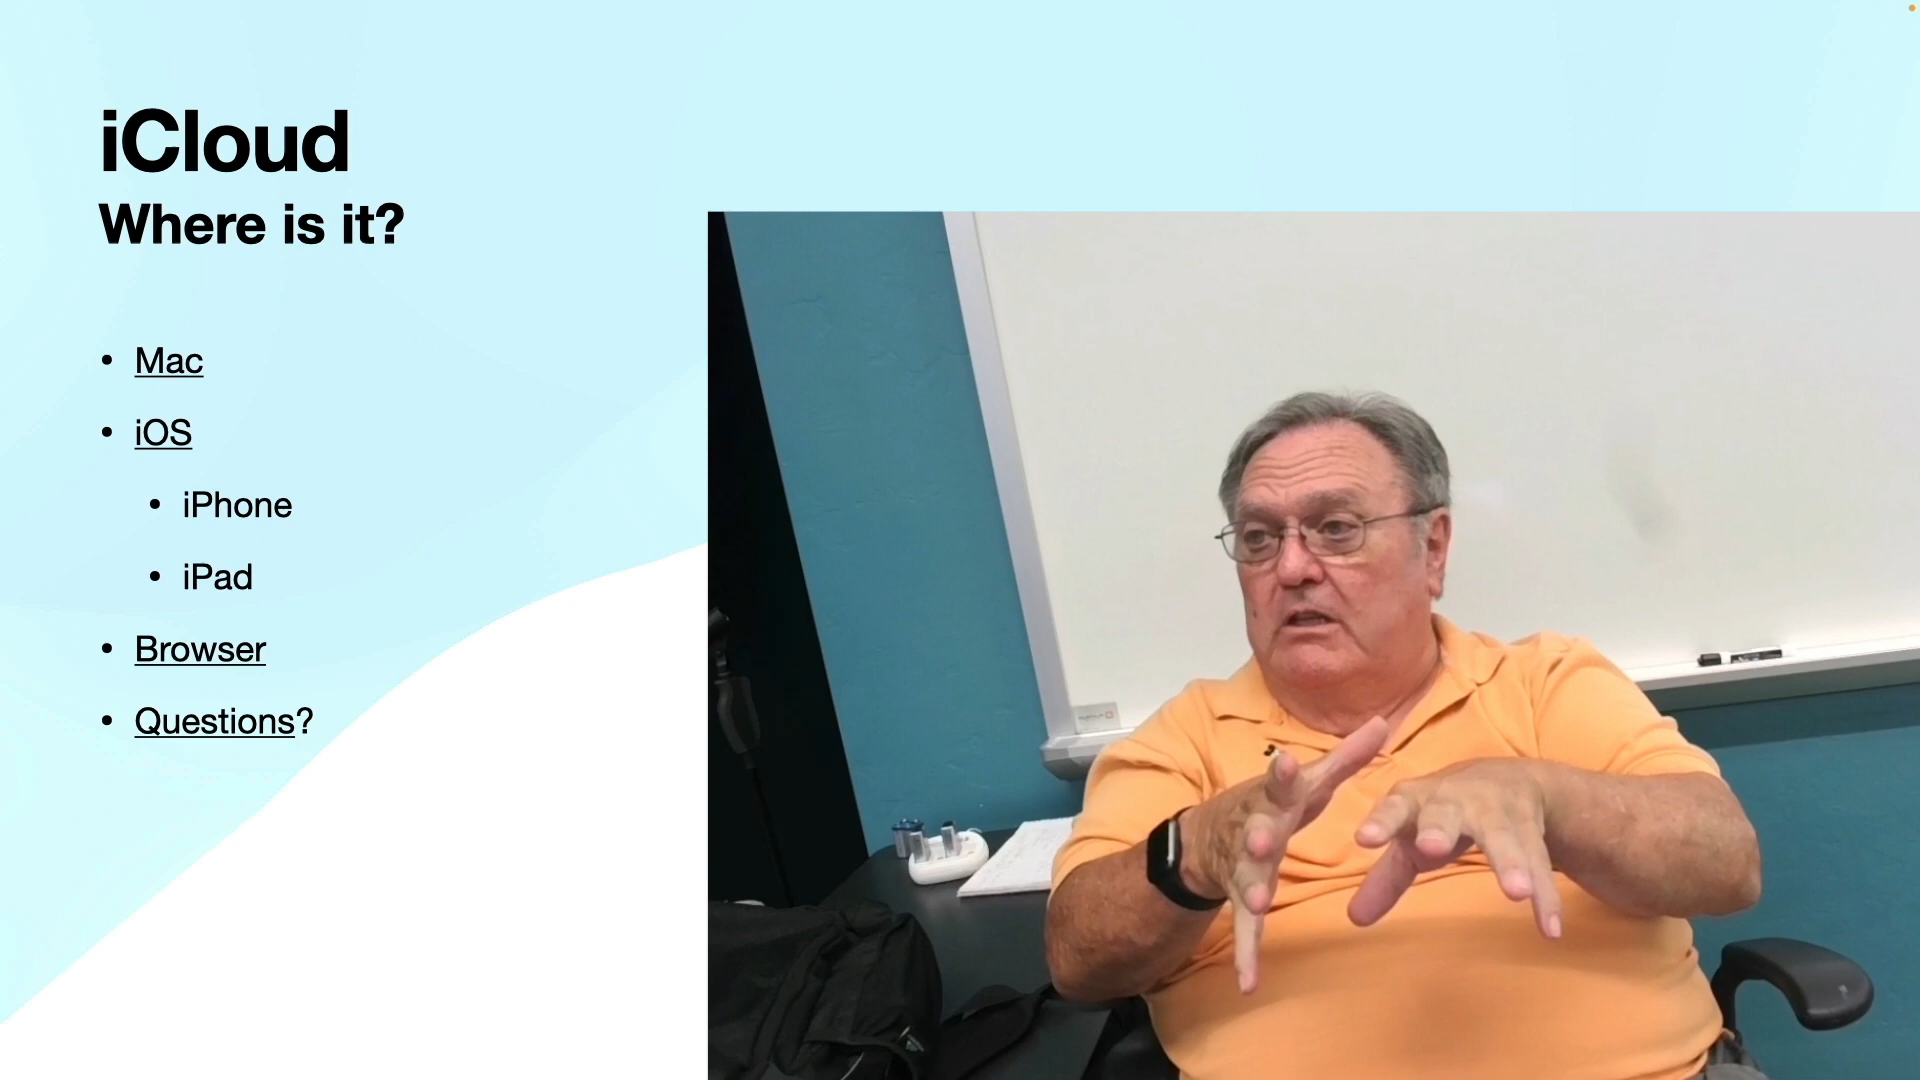 iCloud
Where is it?
• Mac
• iOS
• iPhone
• iPad
• Browser
• Questions?